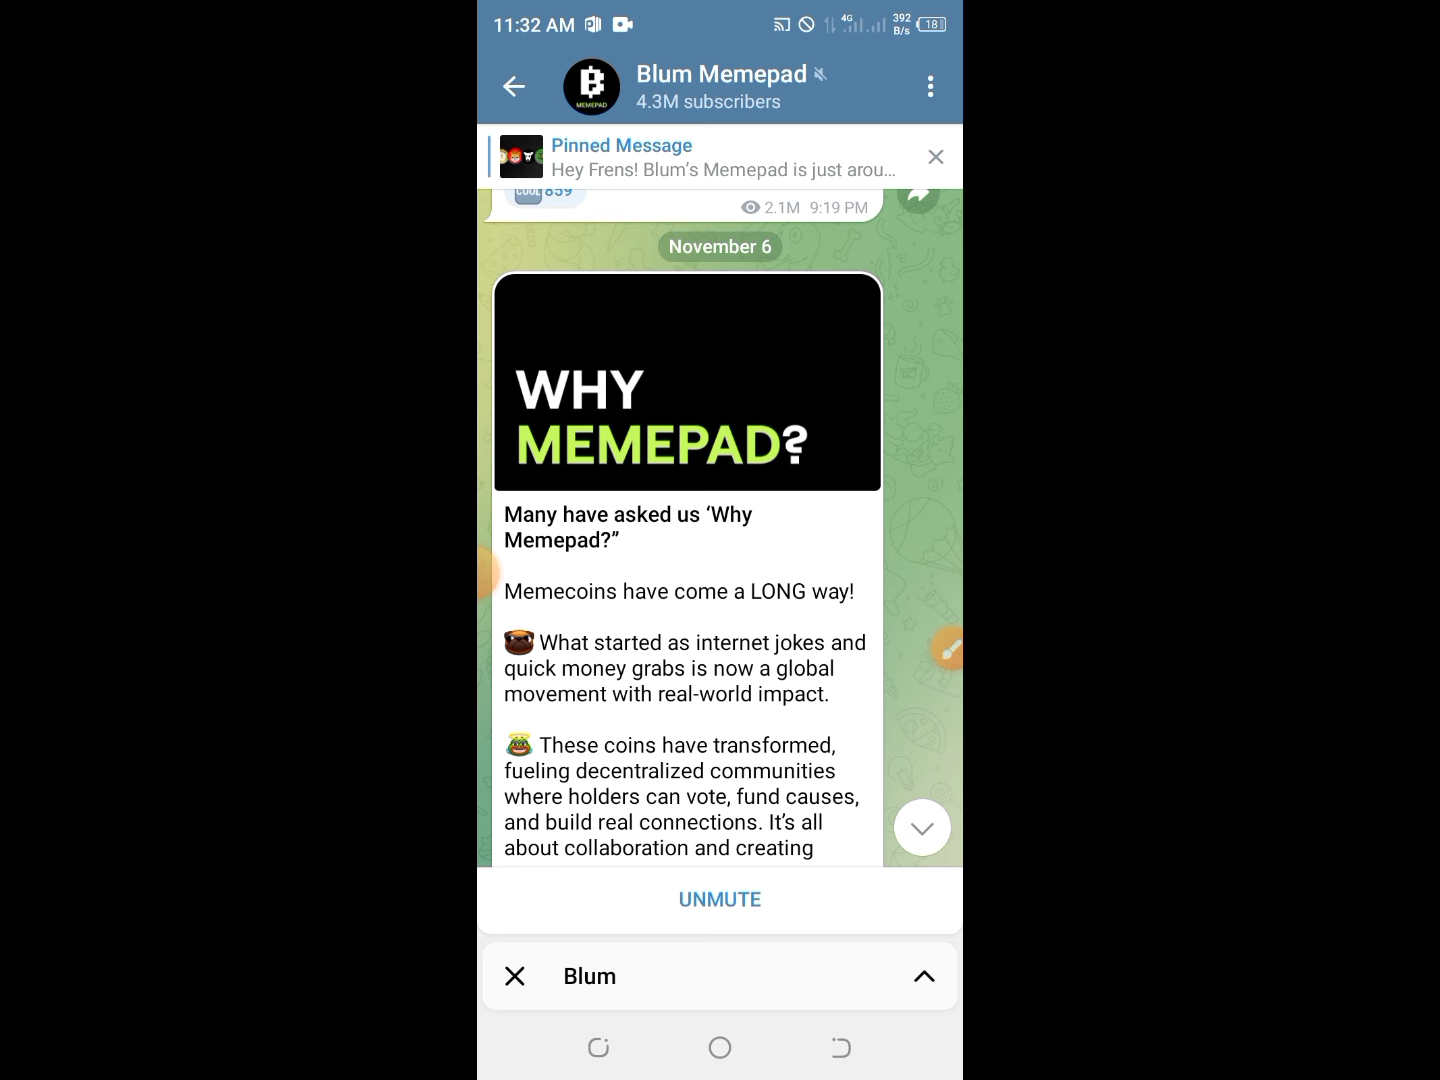 11:32 AM
4G
392
B/s
18
Blum Memepad
4.3M subscribers
MEMEPAD
Pinned Message
Hey Frens! Blum’s Memepad is just arou...
COOL 859
2.1M 9:19 PM
November 6
WHY
MEMEPAD?
Many have asked us ‘Why
Memepad?”
Memecoins have come a LONG way!
What started as internet jokes and
quick money grabs is now a global
movement with real-world impact.
These coins have transformed,
fueling decentralized communities
where holders can vote, fund causes,
and build real connections. It’s all
about collaboration and creating
UNMUTE
Blum